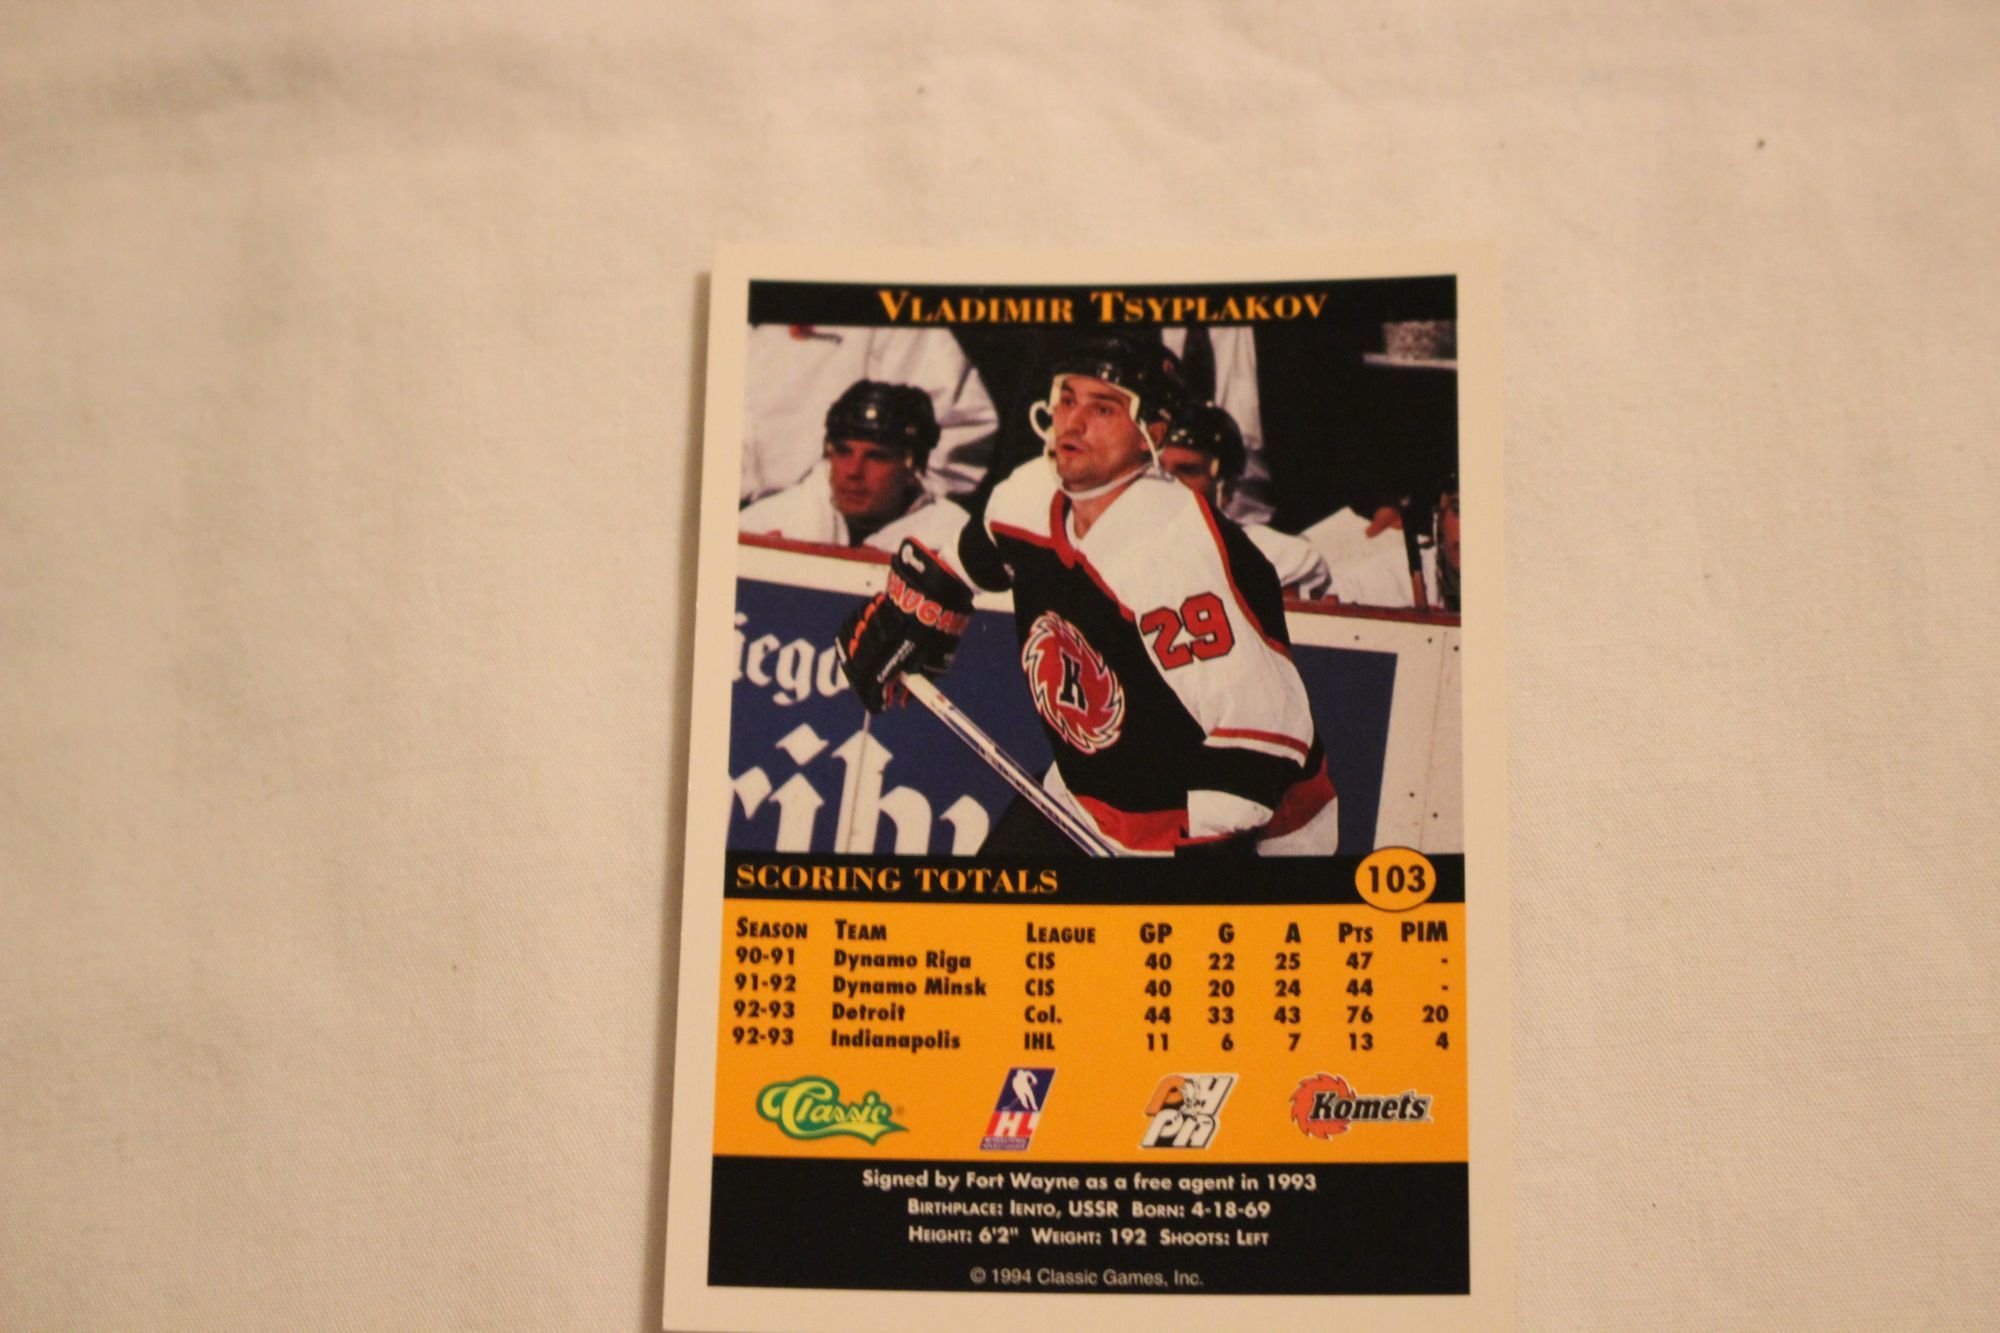 Vladimir Tsyplakov
29
K
iego
rib
SCORING TOTALS 103
Season Team League GP G A Pts PIM
90-91 Dynamo Riga CIS 40 22 25 47 -
91-92 Dynamo Minsk CIS 40 20 24 44 -
92-93 Detroit Col. 44 33 43 76 20
92-93 Indianapolis IHL 11 6 7 13 4
Classic IHL PHPA Komets
Signed by Fort Wayne as a free agent in 1993
Birthplace: Iento, USSR Born: 4-18-69
Height: 6'2" Weight: 192 Shoots: Left
© 1994 Classic Games, Inc.